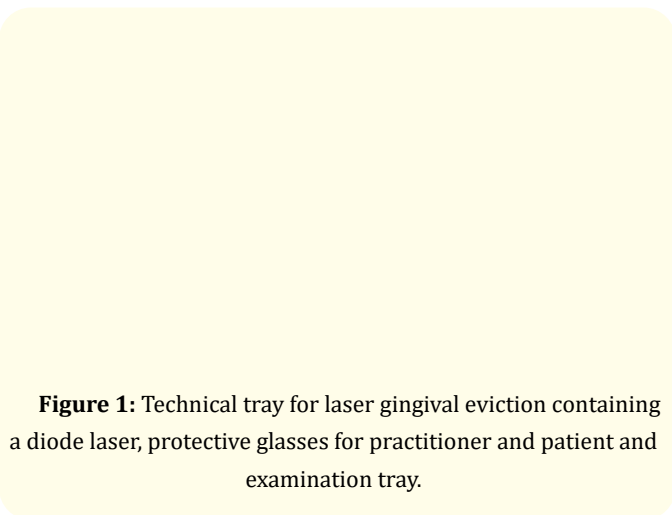 Figure 1: Technical tray for laser gingival eviction containing
a diode laser, protective glasses for practitioner and patient and
examination tray.